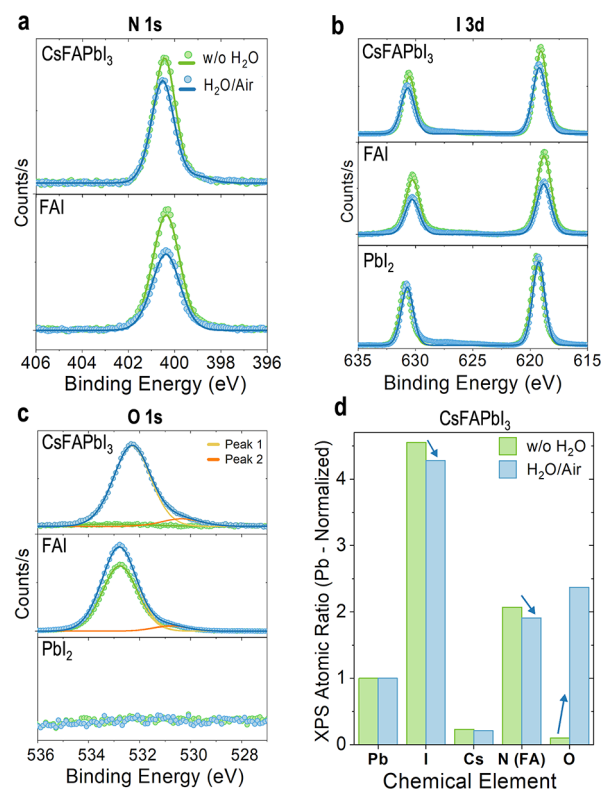 a
N 1s
CsFAPbI₃
w/o H₂O
H₂O/Air
FAI
Counts/s
406 404 402 400 398 396
Binding Energy (eV)
b
I 3d
CsFAPbI₃
FAI
PbI₂
Counts/s
635 630 625 620 615
Binding Energy (eV)
c
O 1s
CsFAPbI₃
Peak 1
Peak 2
FAI
PbI₂
Counts/s
536 534 532 530 528
Binding Energy (eV)
d
CsFAPbI₃
w/o H₂O
H₂O/Air
XPS Atomic Ratio (Pb - Normalized)
4
3
2
1
0
Pb I Cs N (FA) O
Chemical Element